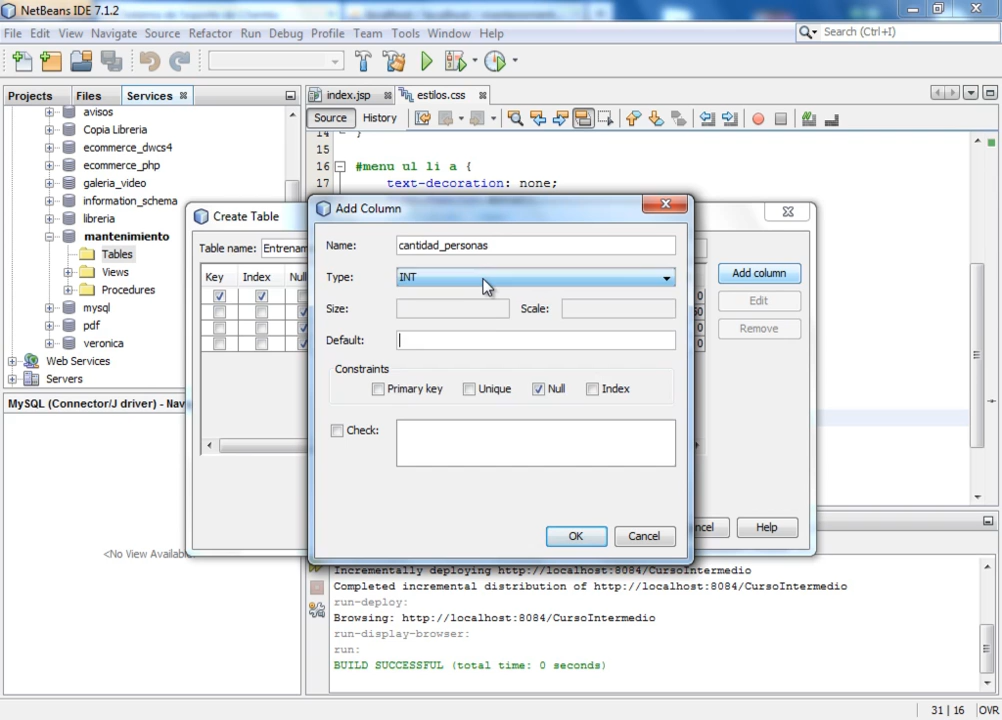 NetBeans IDE 7.1.2
File Edit View Navigate Source Refactor Run Debug Profile Team Tools Window Help
Search (Ctrl+I)
Projects Files Services
index.jsp estilos.css
Source History
avisos
Copia Libreria
ecommerce_dwcs4
ecommerce_php
galeria_video
information_schema
libreria
mantenimiento
Tables
Views
Procedures
mysql
pdf
veronica
Web Services
Servers
MySQL (Connector/J driver) - Nav
<No View Available
14 }
15
16 #menu ul li a {
17 text-decoration: none;
Create Table
Table name: Entrenam
Key Index Null
Add column
Edit
Remove
Help
Add Column
Name: cantidad_personas
Type: INT
Size: Scale:
Default:
Constraints
Primary key Unique Null Index
Check:
OK Cancel
Incrementally deploying http://localhost:8084/CursoIntermedio
Completed incremental distribution of http://localhost:8084/CursoIntermedio
run-deploy:
Browsing: http://localhost:8084/CursoIntermedio
run-display-browser:
run:
BUILD SUCCESSFUL (total time: 0 seconds)
31 | 16 OVR